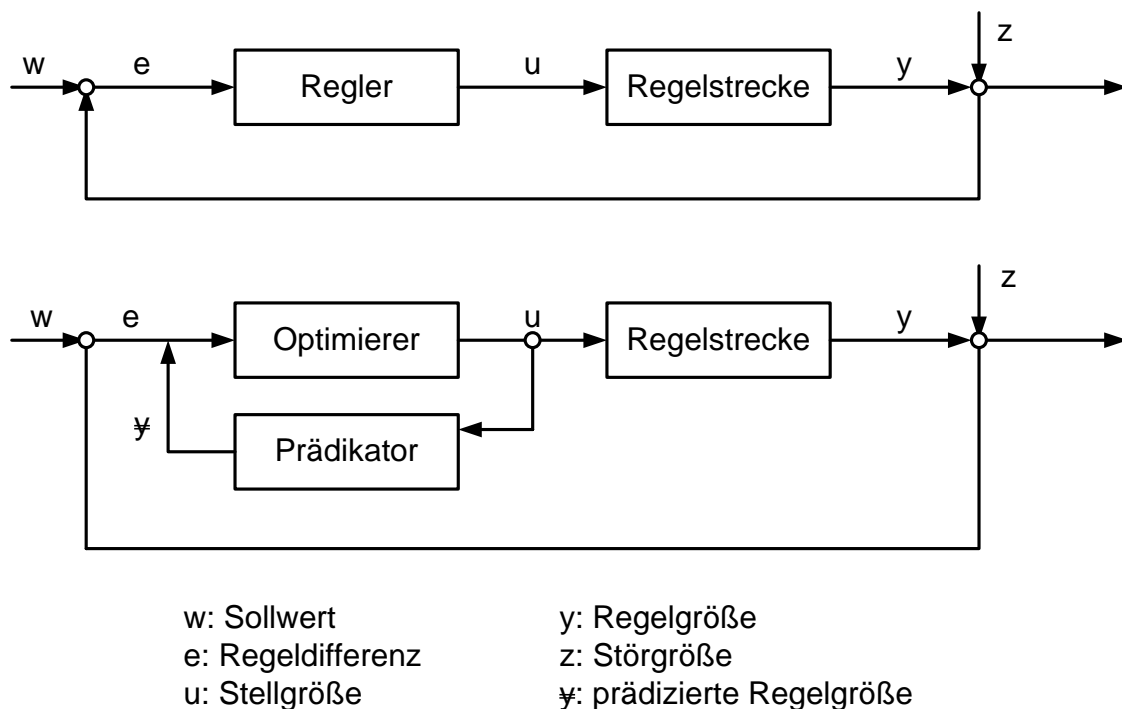 z
w e Regler u Regelstrecke y
z
w e Optimierer u Regelstrecke y
ɏ Prädikator
w: Sollwert y: Regelgröße
e: Regeldifferenz z: Störgröße
u: Stellgröße ɏ: prädizierte Regelgröße